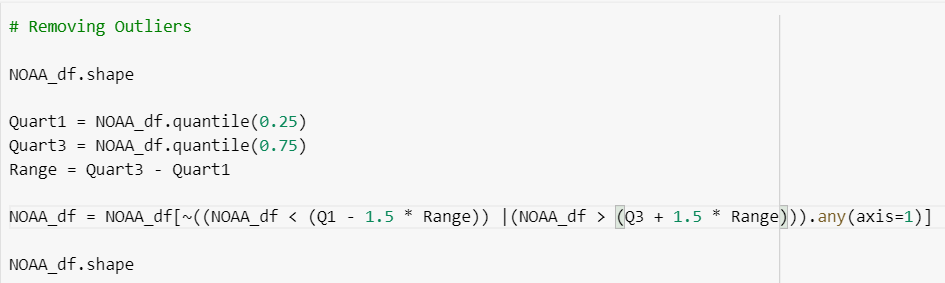 # Removing Outliers
NOAA_df.shape
Quart1 = NOAA_df.quantile(0.25)
Quart3 = NOAA_df.quantile(0.75)
Range = Quart3 - Quart1
NOAA_df = NOAA_df[~((NOAA_df < (Q1 - 1.5 * Range)) |(NOAA_df > (Q3 + 1.5 * Range))).any(axis=1)]
NOAA_df.shape